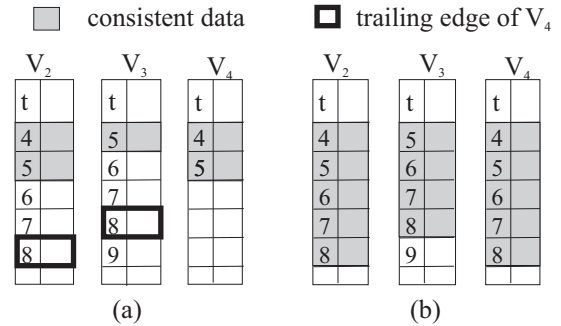 consistent data trailing edge of V4
V2 V3 V4 V2 V3 V4
t t t t
4 5 4 4 5 4
5 6 5 5 6 5
6 7 6 7 6
7 8 7 8 7
8 9 8 9 8
(a) (b)